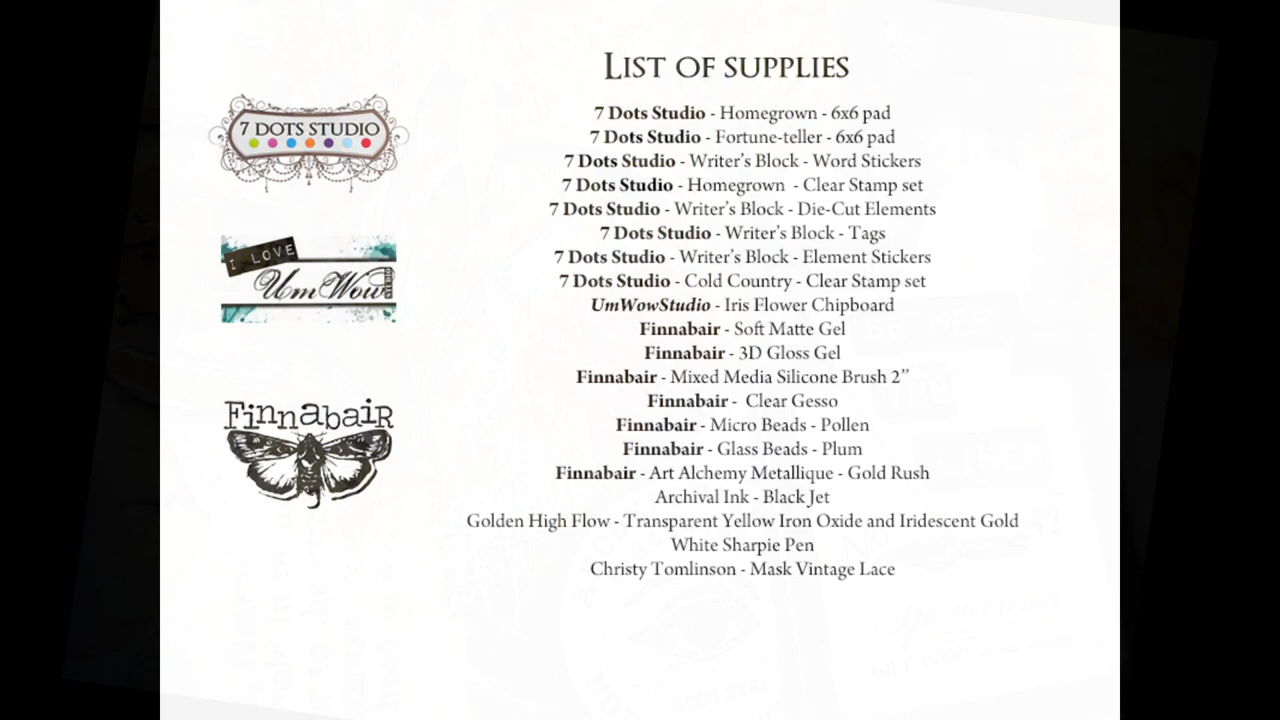 LIST OF SUPPLIES
7 DOTS STUDIO
7 Dots Studio - Homegrown - 6x6 pad
7 Dots Studio - Fortune-teller - 6x6 pad
7 Dots Studio - Writer's Block - Word Stickers
7 Dots Studio - Homegrown - Clear Stamp set
7 Dots Studio - Writer's Block - Die-Cut Elements
7 Dots Studio - Writer's Block - Tags
7 Dots Studio - Writer's Block - Element Stickers
7 Dots Studio - Cold Country - Clear Stamp set
UmWowStudio - Iris Flower Chipboard
Finnabair - Soft Matte Gel
Finnabair - 3D Gloss Gel
Finnabair - Mixed Media Silicone Brush 2”
Finnabair - Clear Gesso
Finnabair - Micro Beads - Pollen
Finnabair - Glass Beads - Plum
Finnabair - Art Alchemy Metallique - Gold Rush
Archival Ink - Black Jet
Golden High Flow - Transparent Yellow Iron Oxide and Iridescent Gold
White Sharpie Pen
Christy Tomlinson - Mask Vintage Lace
I LOVE
UmWow STUDIO
Finnabair
GOOD BYE